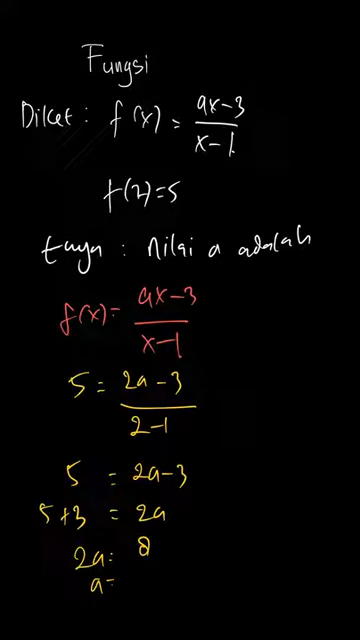 Fungsi
Diket : f(x) = ax-3 / x-1
f(2)=5
tanya : Nilai a adalah
f(x) = ax-3 / x-1
5 = 2a-3 / 2-1
5 = 2a-3
5+3 = 2a
2a = 8
a =